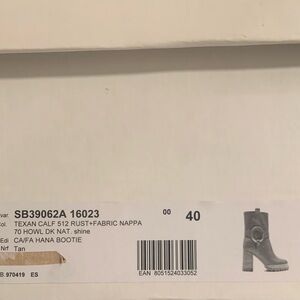 var. SB39062A 16023 00 40
Col. TEXAN CALF 512 RUST+FABRIC NAPPA
70 HOWL DK NAT. shine
Edi CA/FA HANA BOOTIE
Nrf Tan
B.970419 ES
EAN 8051524033052